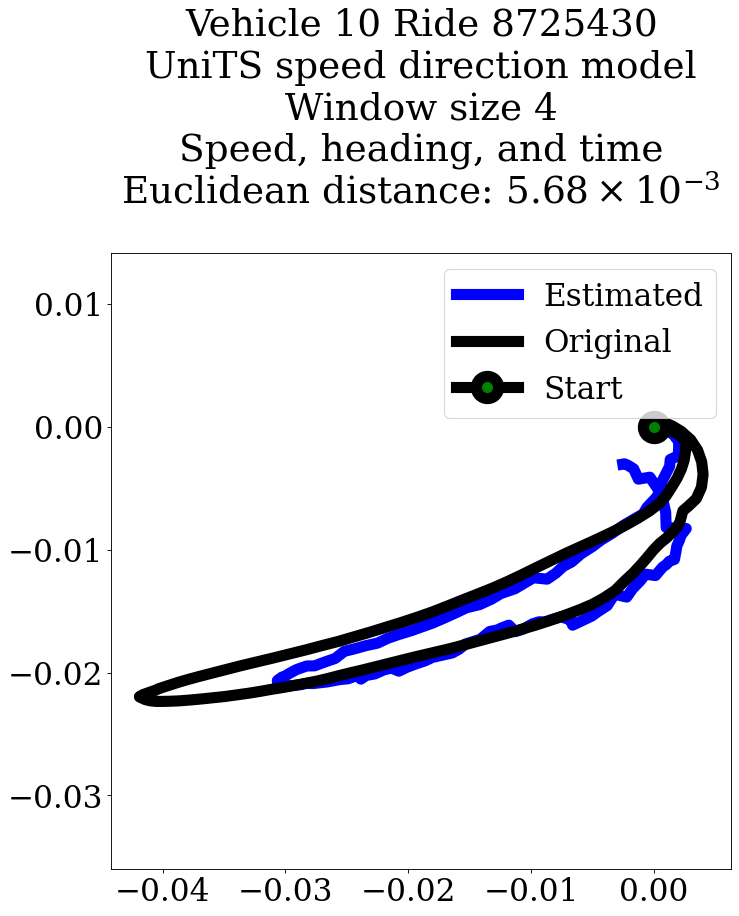 Vehicle 10 Ride 8725430
UniTS speed direction model
Window size 4
Speed, heading, and time
Euclidean distance: 5.68 × 10⁻³
Estimated
Original
Start
0.01
0.00
−0.01
−0.02
−0.03
−0.04 −0.03 −0.02 −0.01 0.00